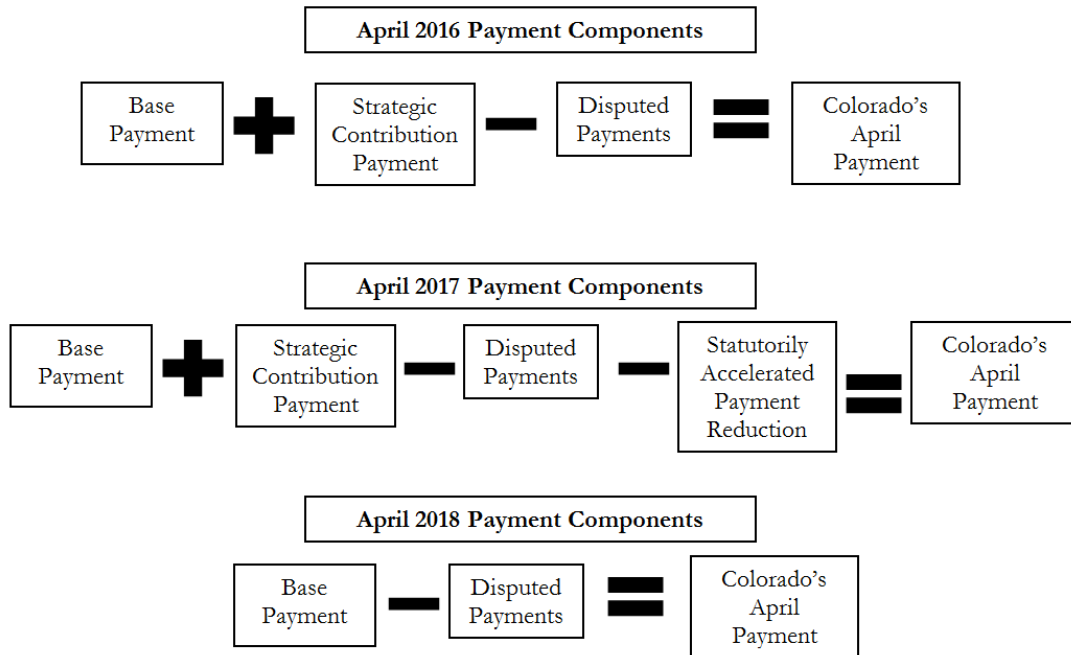 April 2016 Payment Components
Base
Payment
Strategic
Contribution
Payment
Disputed
Payments
Colorado's
April
Payment
April 2017 Payment Components
Base
Payment
Strategic
Contribution
Payment
Disputed
Payments
Statutorily
Accelerated
Payment
Reduction
Colorado's
April
Payment
April 2018 Payment Components
Base
Payment
Disputed
Payments
Colorado's
April
Payment